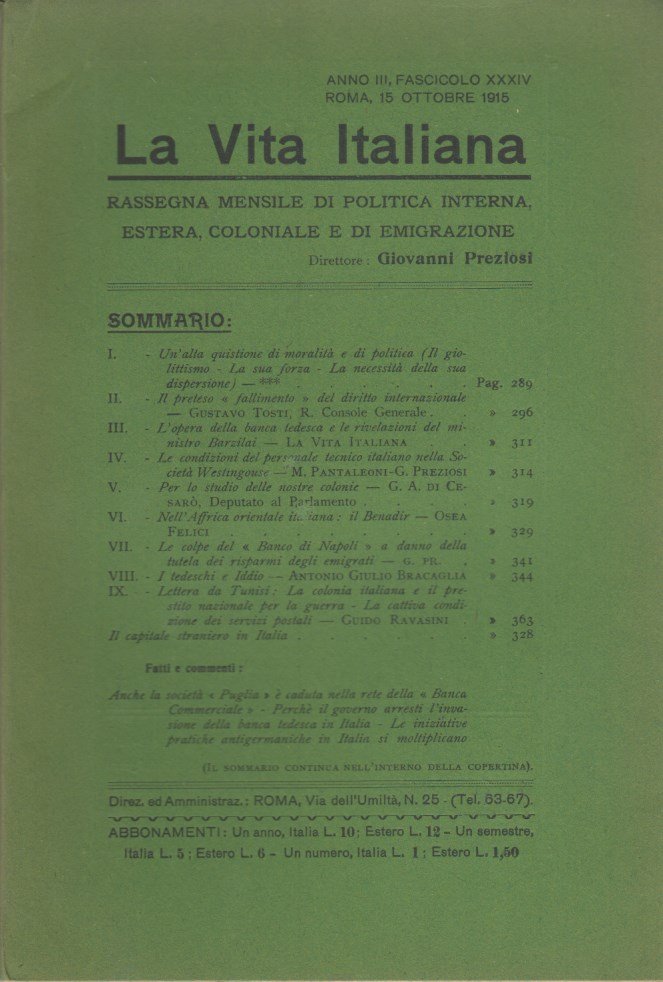 ANNO III, FASCICOLO XXXIV
ROMA, 15 OTTOBRE 1915
La Vita Italiana
RASSEGNA MENSILE DI POLITICA INTERNA,
ESTERA, COLONIALE E DI EMIGRAZIONE
Direttore: Giovanni Preziosi
SOMMARIO:
I. - Un'alta quistione di moralità e di politica (Il gio-
littismo - La sua forza - La necessità della sua
dispersione) — *** . . . . . . Pag. 289
II. - Il preteso « fallimento » del diritto internazionale
— GUSTAVO TOSTI, R. Console Generale . . » 296
III. - L'opera della banca tedesca e le rivelazioni del mi-
nistro Barzilai — LA VITA ITALIANA . . » 311
IV. - Le condizioni del personale tecnico italiano nella So-
cietà Westingouse — M. PANTALEONI-G. PREZIOSI » 314
V. - Per lo studio delle nostre colonie — G. A. DI CE-
SARÒ, Deputato al Parlamento . . . » 319
VI. - Nell'Affrica orientale italiana: il Benadir — OSEA
FELICI . . . . . . . » 329
VII. - Le colpe del « Banco di Napoli » a danno della
tutela dei risparmi degli emigrati — G. PR. . » 341
VIII. - I tedeschi e Iddio — ANTONIO GIULIO BRACAGLIA » 344
IX. - Lettera da Tunisi: La colonia italiana e il pre-
stito nazionale per la guerra - La cattiva condi-
zione dei servizi postali — GUIDO RAVASINI . » 363
Il capitale straniero in Italia . . . . . . » 328
Fatti e commenti:
Anche la società « Puglia » è caduta nella rete della « Banca
Commerciale » - Perchè il governo arresti l'inva-
sione della banca tedesca in Italia - Le iniziative
pratiche antigermaniche in Italia si moltiplicano
(IL SOMMARIO CONTINUA NELL'INTERNO DELLA COPERTINA).
Direz. ed Amministraz.: ROMA, Via dell'Umiltà, N. 25 - (Tel. 63-67).
ABBONAMENTI: Un anno, Italia L. 10; Estero L. 12 - Un semestre,
Italia L. 5; Estero L. 6 - Un numero, Italia L. 1; Estero L. 1,50